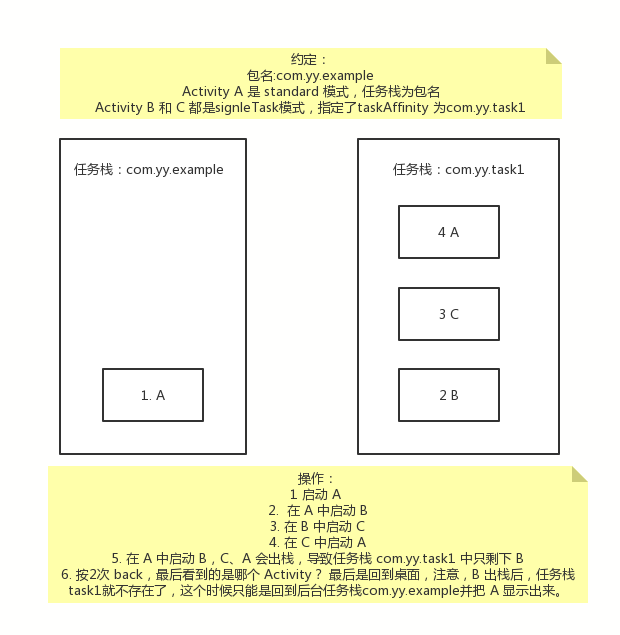 约定：
包名:com.yy.example
Activity A 是 standard 模式，任务栈为包名
Activity B 和 C 都是signleTask模式，指定了taskAffinity 为com.yy.task1
任务栈：com.yy.example
任务栈：com.yy.task1
4 A
3 C
1. A
2 B
操作：
1 启动 A
2. 在 A 中启动 B
3. 在 B 中启动 C
4. 在 C 中启动 A
5. 在 A 中启动 B，C、A 会出栈，导致任务栈 com.yy.task1 中只剩下 B
6. 按2次 back，最后看到的是哪个 Activity？ 最后是回到桌面，注意，B 出栈后，任务栈
task1就不存在了，这个时候只能是回到后台任务栈com.yy.example并把 A 显示出来。